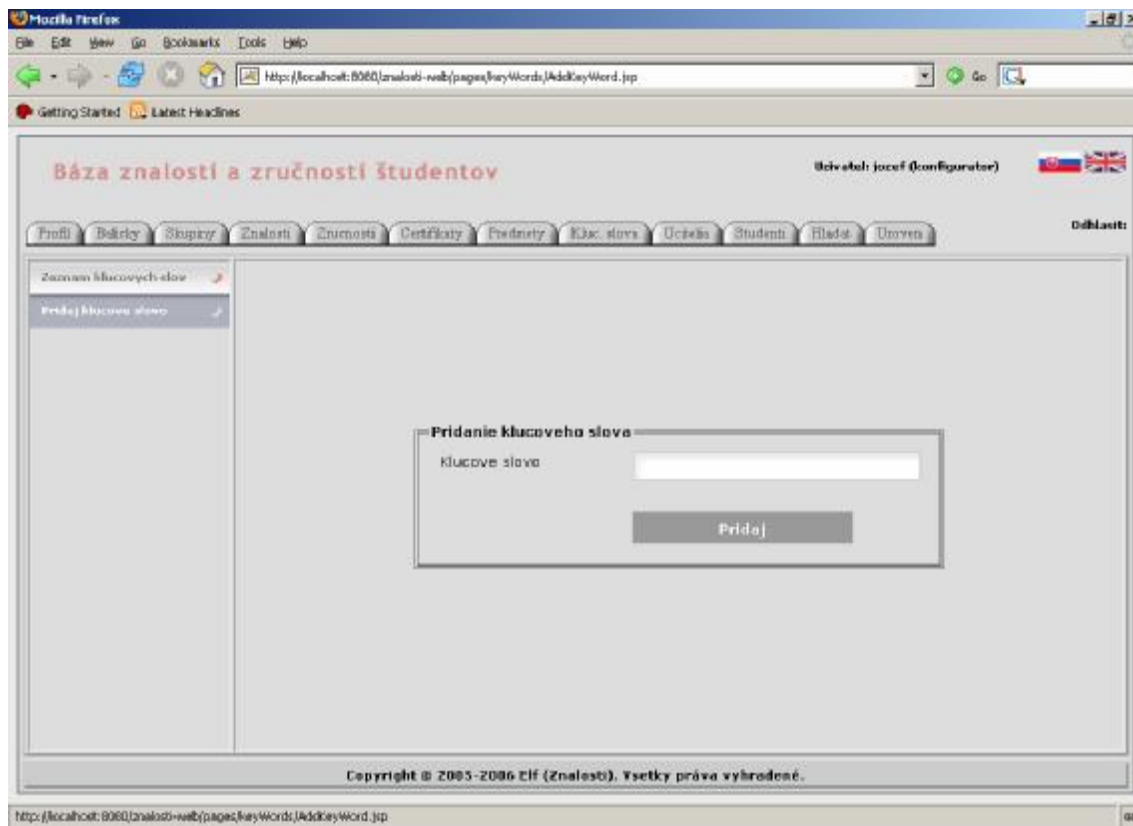 Mozilla Firefox
File Edit View Go Bookmarks Tools Help
http://localhost:8080/znalosti-web/pages/keyWords/AddKeyWord.jsp Go
Getting Started Latest Headlines
Báza znalostí a zručností študentov
Uzivatel: jozef (konfigurator)
Odhlasit:
Profil Balicky Skupiny Znalosti Zrucnosti Certifikaty Predmety Kluc. slova Ucitelia Studenti Hladat Uroven
Zoznam klucovych slov
Pridaj klucove slovo
Pridanie klucoveho slova
Klucove slovo
Pridaj
Copyright © 2005-2006 Elf (Znalosti). Vsetky práva vyhradené.
http://localhost:8080/znalosti-web/pages/keyWords/AddKeyWord.jsp